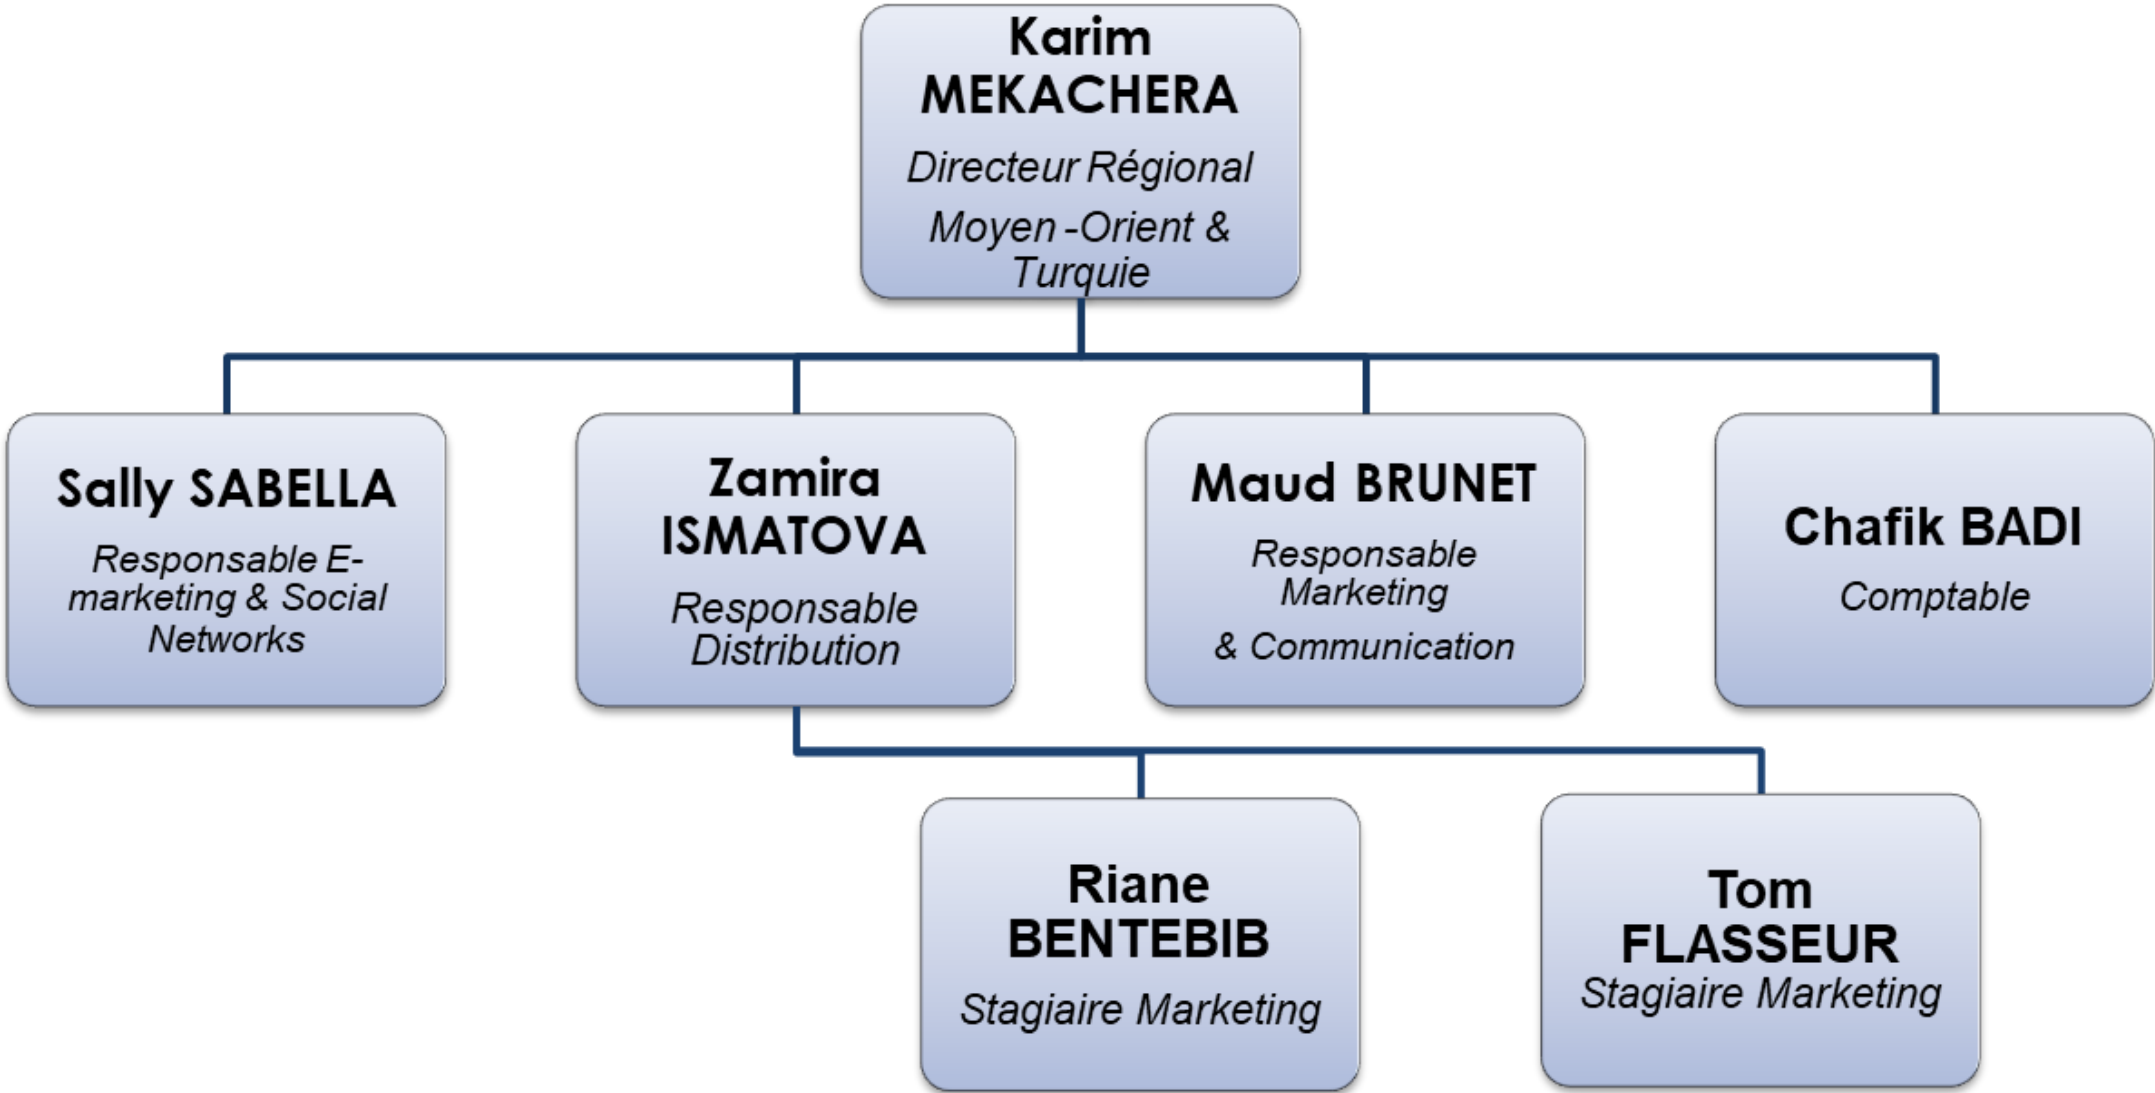 Karim
MEKACHERA
Directeur Régional
Moyen -Orient &
Turquie
Sally SABELLA
Responsable E-
marketing & Social
Networks
Zamira
ISMATOVA
Responsable
Distribution
Maud BRUNET
Responsable
Marketing
& Communication
Chafik BADI
Comptable
Riane
BENTEBIB
Stagiaire Marketing
Tom
FLASSEUR
Stagiaire Marketing